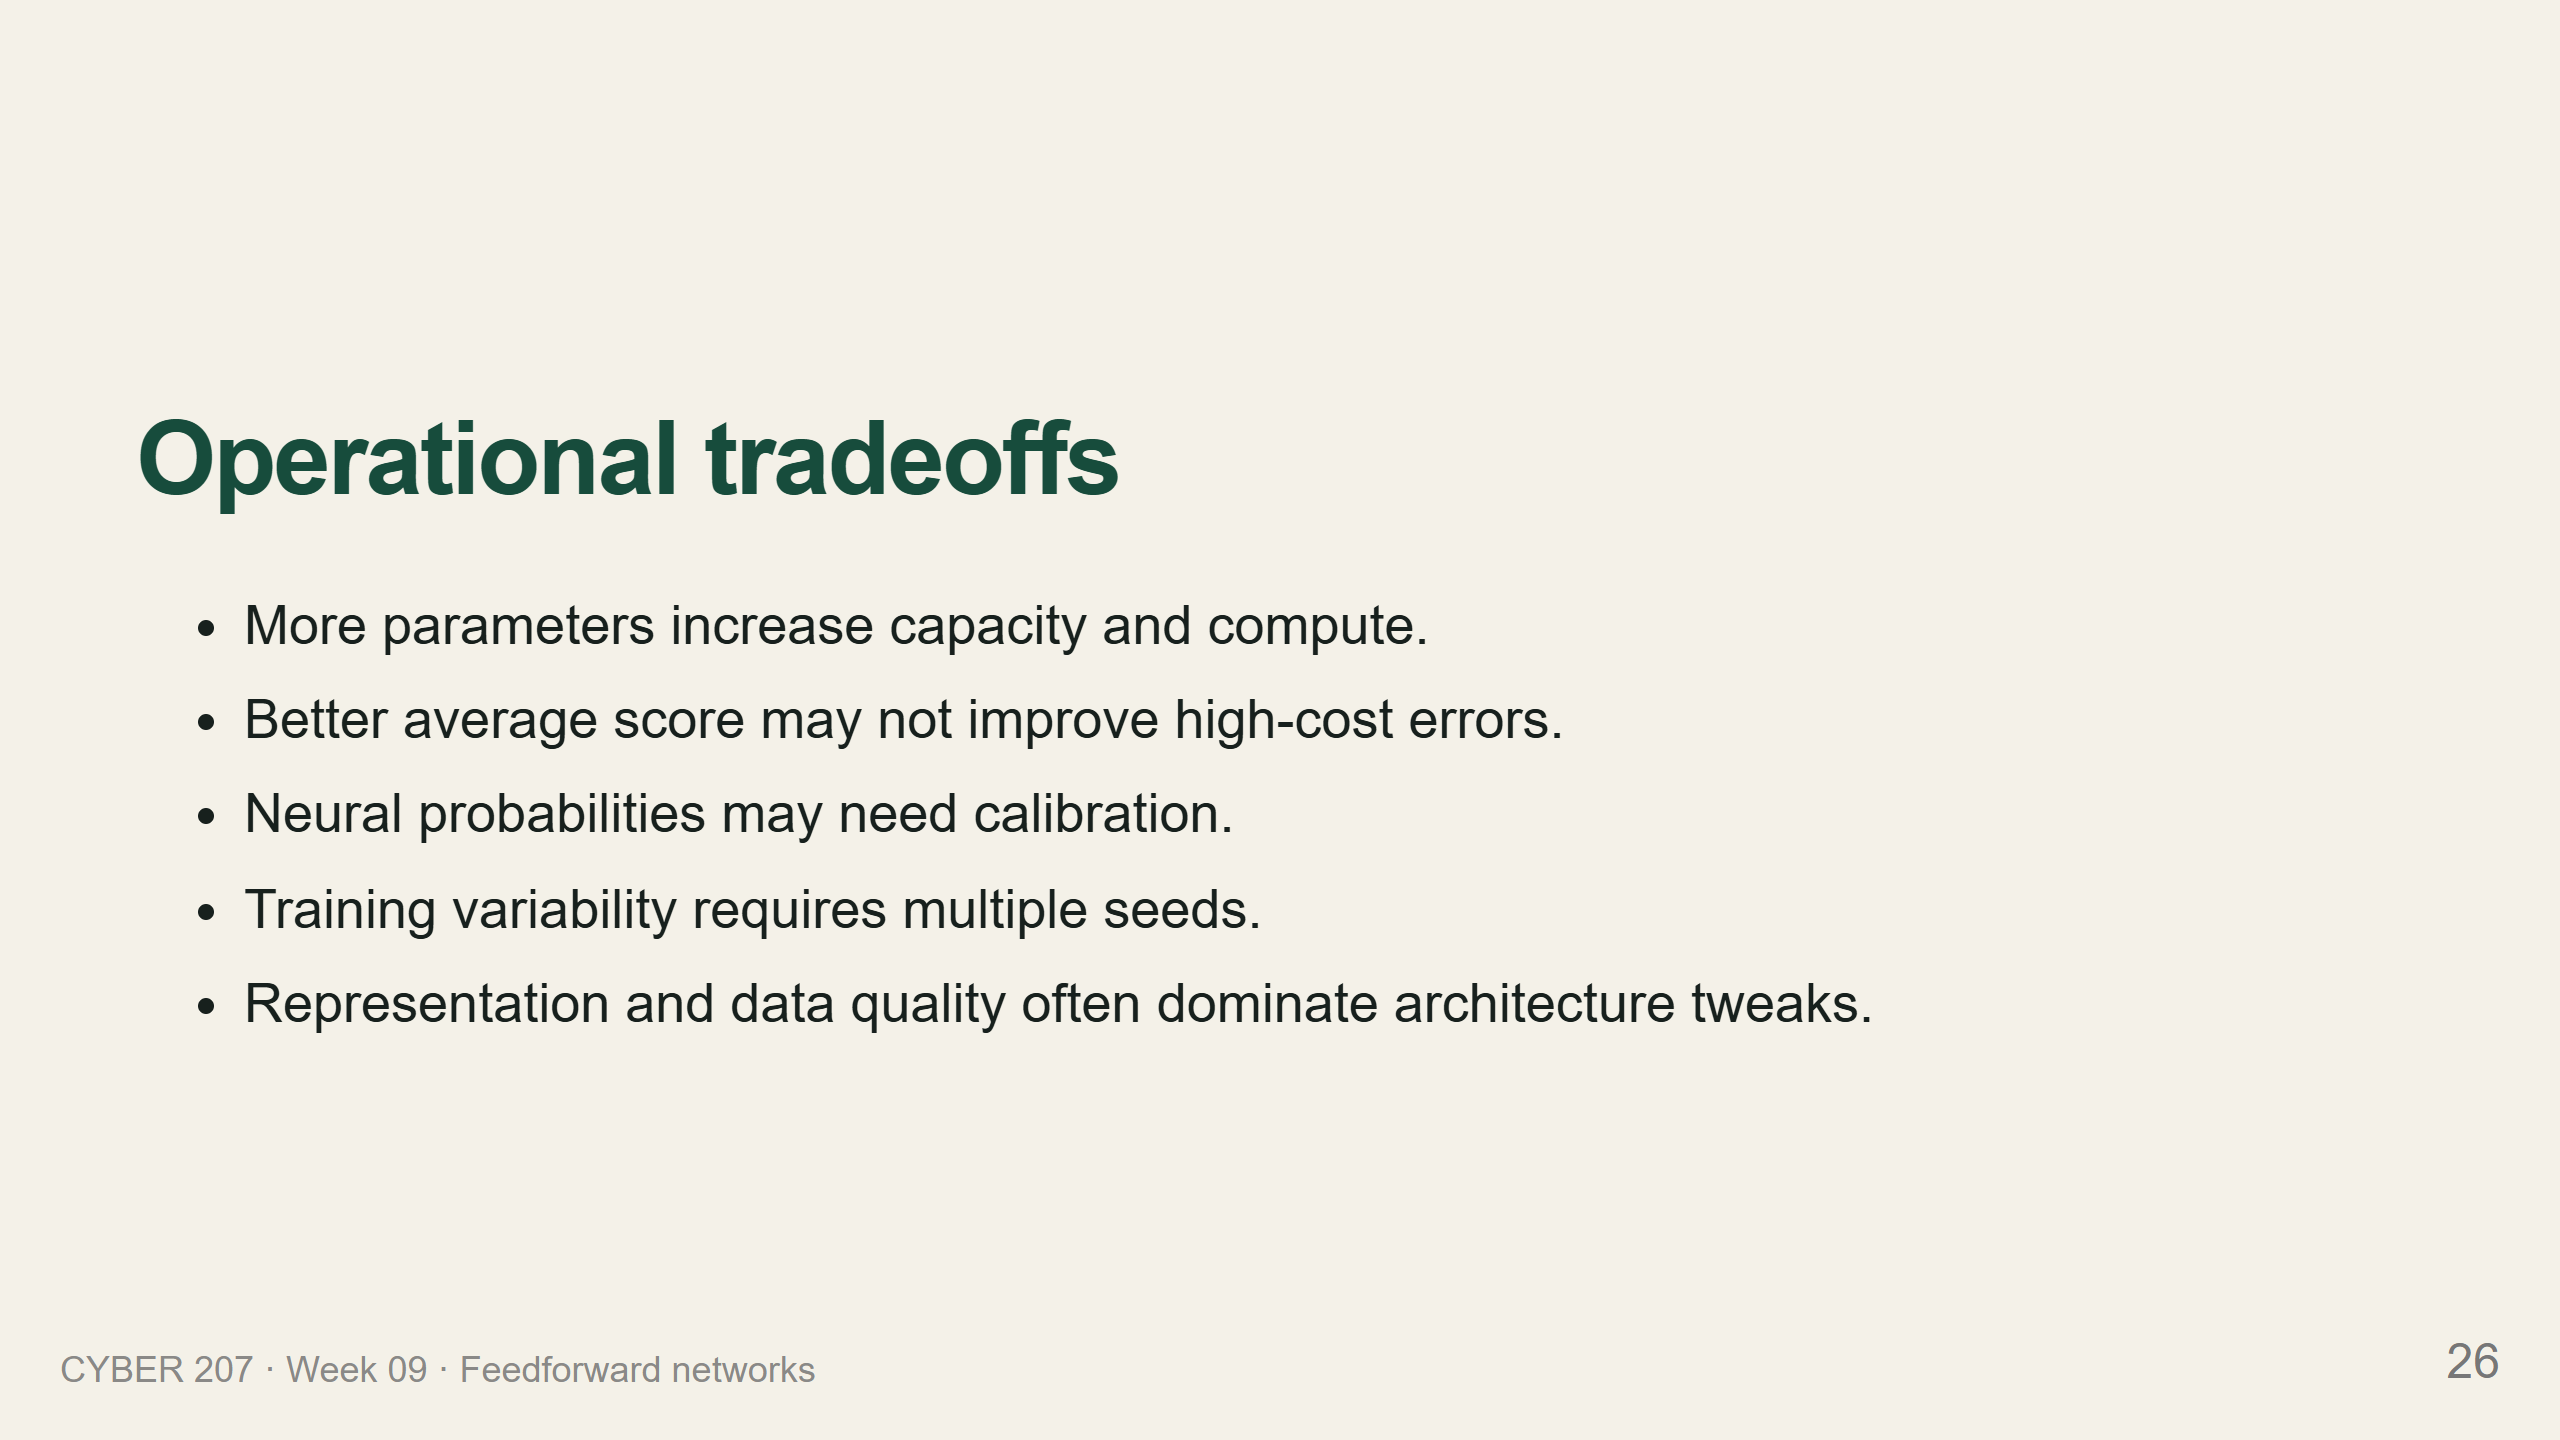 Operational tradeoffs
• More parameters increase capacity and compute.
• Better average score may not improve high-cost errors.
• Neural probabilities may need calibration.
• Training variability requires multiple seeds.
• Representation and data quality often dominate architecture tweaks.
CYBER 207 · Week 09 · Feedforward networks
26